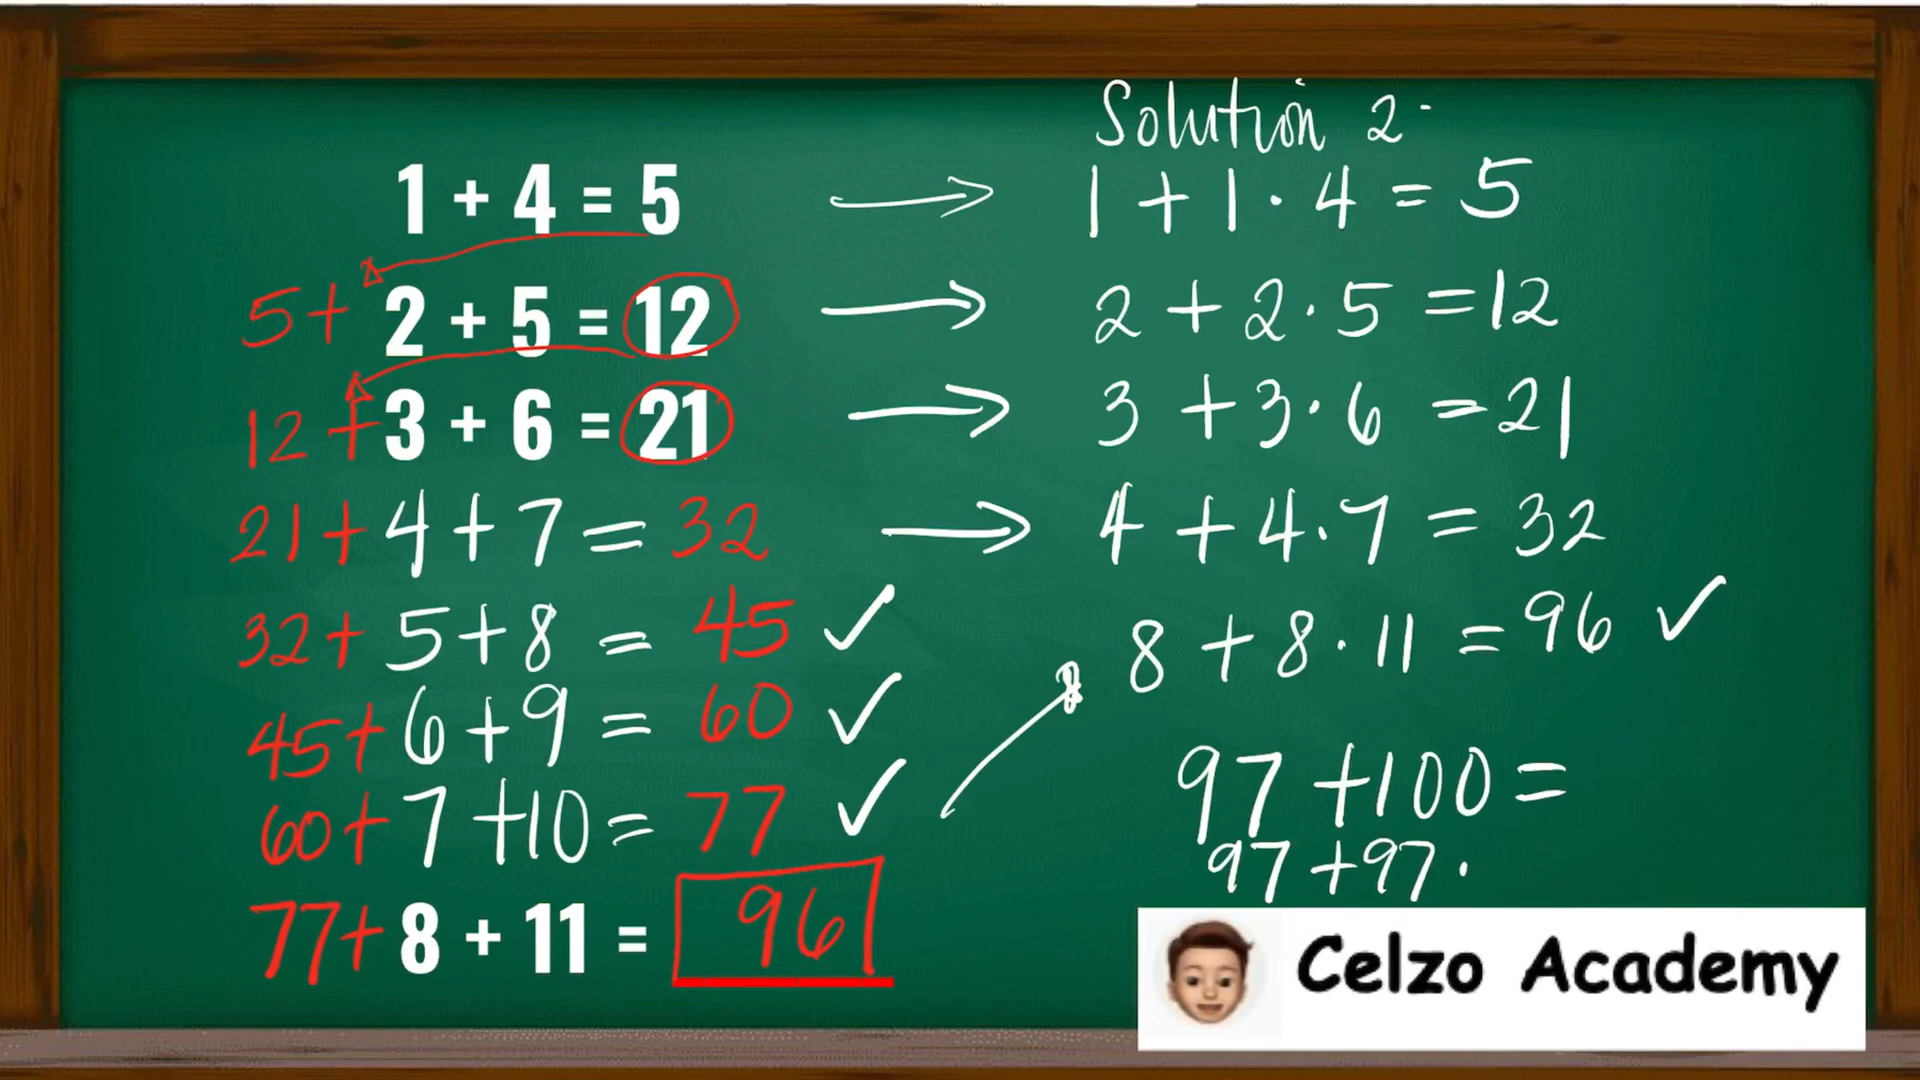 1 + 4 = 5
5+ 2 + 5 = 12
12 + 3 + 6 = 21
21 + 4 + 7 = 32
32 + 5 + 8 = 45 ✓
45 + 6 + 9 = 60 ✓
60 + 7 + 10 = 77 ✓
77 + 8 + 11 = 96
Solution 2
→ 1 + 1 · 4 = 5
→ 2 + 2 · 5 = 12
→ 3 + 3 · 6 = 21
→ 4 + 4 · 7 = 32
8 + 8 · 11 = 96 ✓
97 + 100 =
97 + 97 ·
Celzo Academy